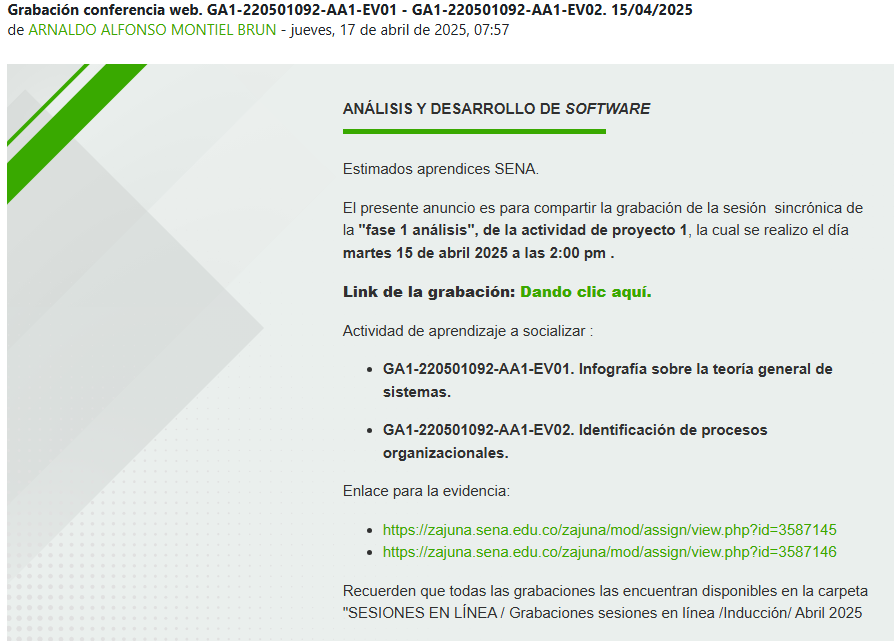 Grabación conferencia web. GA1-220501092-AA1-EV01 - GA1-220501092-AA1-EV02. 15/04/2025
de ARNALDO ALFONSO MONTIEL BRUN - jueves, 17 de abril de 2025, 07:57
ANÁLISIS Y DESARROLLO DE SOFTWARE
Estimados aprendices SENA.
El presente anuncio es para compartir la grabación de la sesión sincrónica de
la "fase 1 análisis", de la actividad de proyecto 1, la cual se realizo el día
martes 15 de abril 2025 a las 2:00 pm .
Link de la grabación: Dando clic aquí.
Actividad de aprendizaje a socializar :
• GA1-220501092-AA1-EV01. Infografía sobre la teoría general de
sistemas.
• GA1-220501092-AA1-EV02. Identificación de procesos
organizacionales.
Enlace para la evidencia:
• https://zajuna.sena.edu.co/zajuna/mod/assign/view.php?id=3587145
• https://zajuna.sena.edu.co/zajuna/mod/assign/view.php?id=3587146
Recuerden que todas las grabaciones las encuentran disponibles en la carpeta
"SESIONES EN LÍNEA / Grabaciones sesiones en línea /Inducción/ Abril 2025